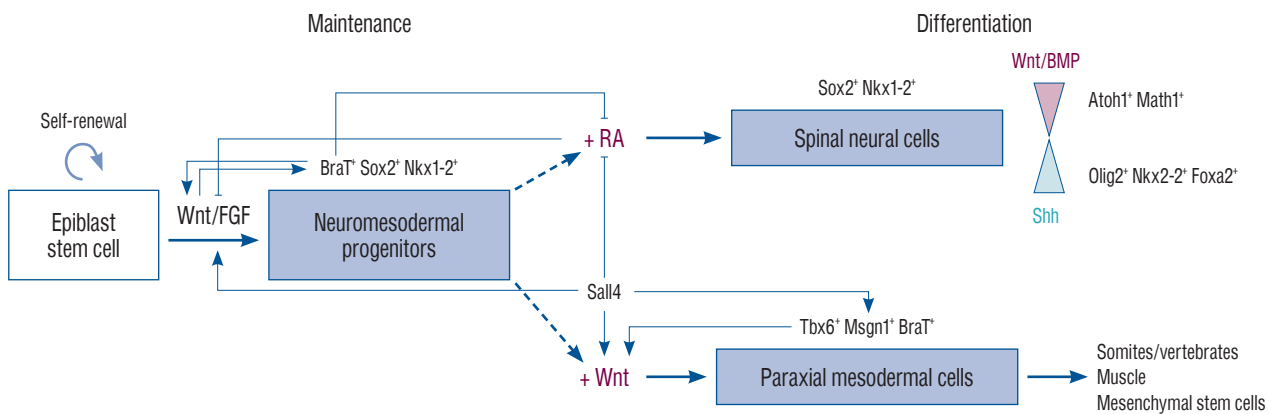 Maintenance
Differentiation
Wnt/BMP
Sox2⁺ Nkx1-2⁺
Atoh1⁺ Math1⁺
Self-renewal
+ RA
Spinal neural cells
BraT⁺ Sox2⁺ Nkx1-2⁺
Olig2⁺ Nkx2-2⁺ Foxa2⁺
Wnt/FGF
Shh
Epiblast
stem cell
Neuromesodermal
progenitors
Sall4
Tbx6⁺ Msgn1⁺ BraT⁺
+ Wnt
Paraxial mesodermal cells
Somites/vertebrates
Muscle
Mesenchymal stem cells